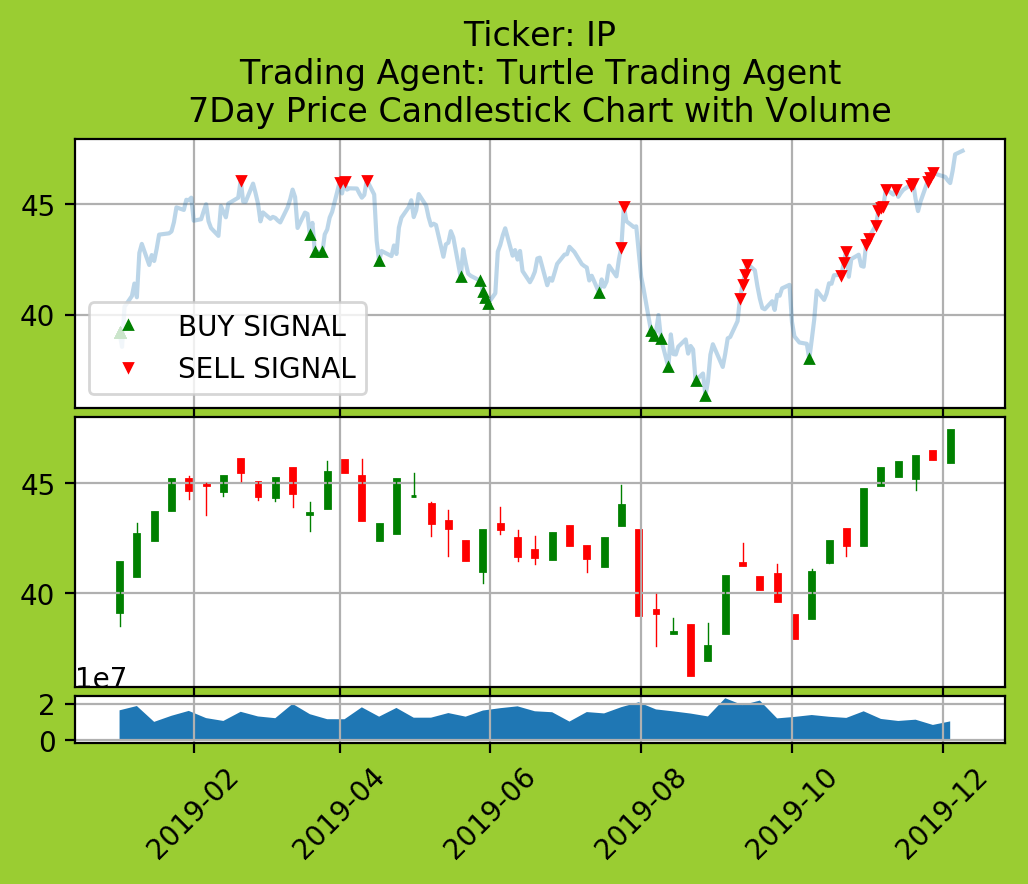 Ticker: IP
Trading Agent: Turtle Trading Agent
7Day Price Candlestick Chart with Volume
45
40
BUY SIGNAL
SELL SIGNAL
45
40
1e7
2
0
2019-02
2019-04
2019-06
2019-08
2019-10
2019-12